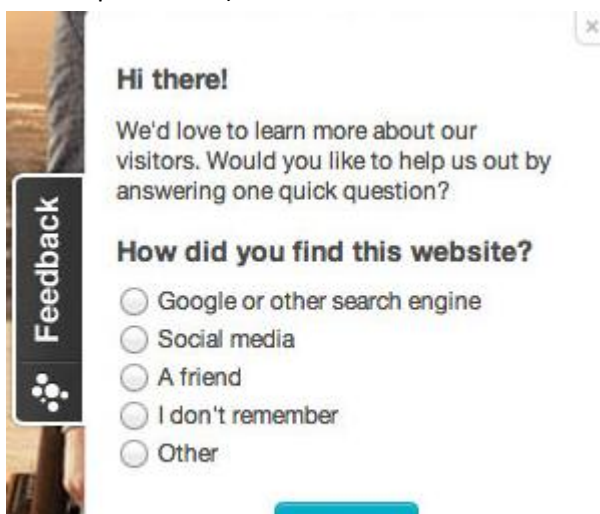 Hi there!
We'd love to learn more about our
visitors. Would you like to help us out by
answering one quick question?
How did you find this website?
Google or other search engine
Social media
A friend
I don't remember
Other
Feedback